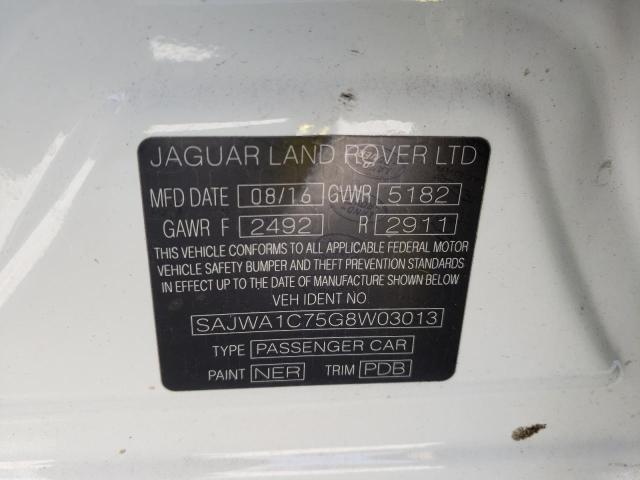 JAGUAR LAND ROVER LTD
MFD DATE 08/16 GVWR 5182
GAWR F 2492 R 2911
THIS VEHICLE CONFORMS TO ALL APPLICABLE FEDERAL MOTOR
VEHICLE SAFETY BUMPER AND THEFT PREVENTION STANDARDS
IN EFFECT UP TO THE DATE OF MANUFACTURE SHOWN BELOW
VEH IDENT NO.
SAJWA1C75G8W03013
TYPE PASSENGER CAR
PAINT NER TRIM PDB